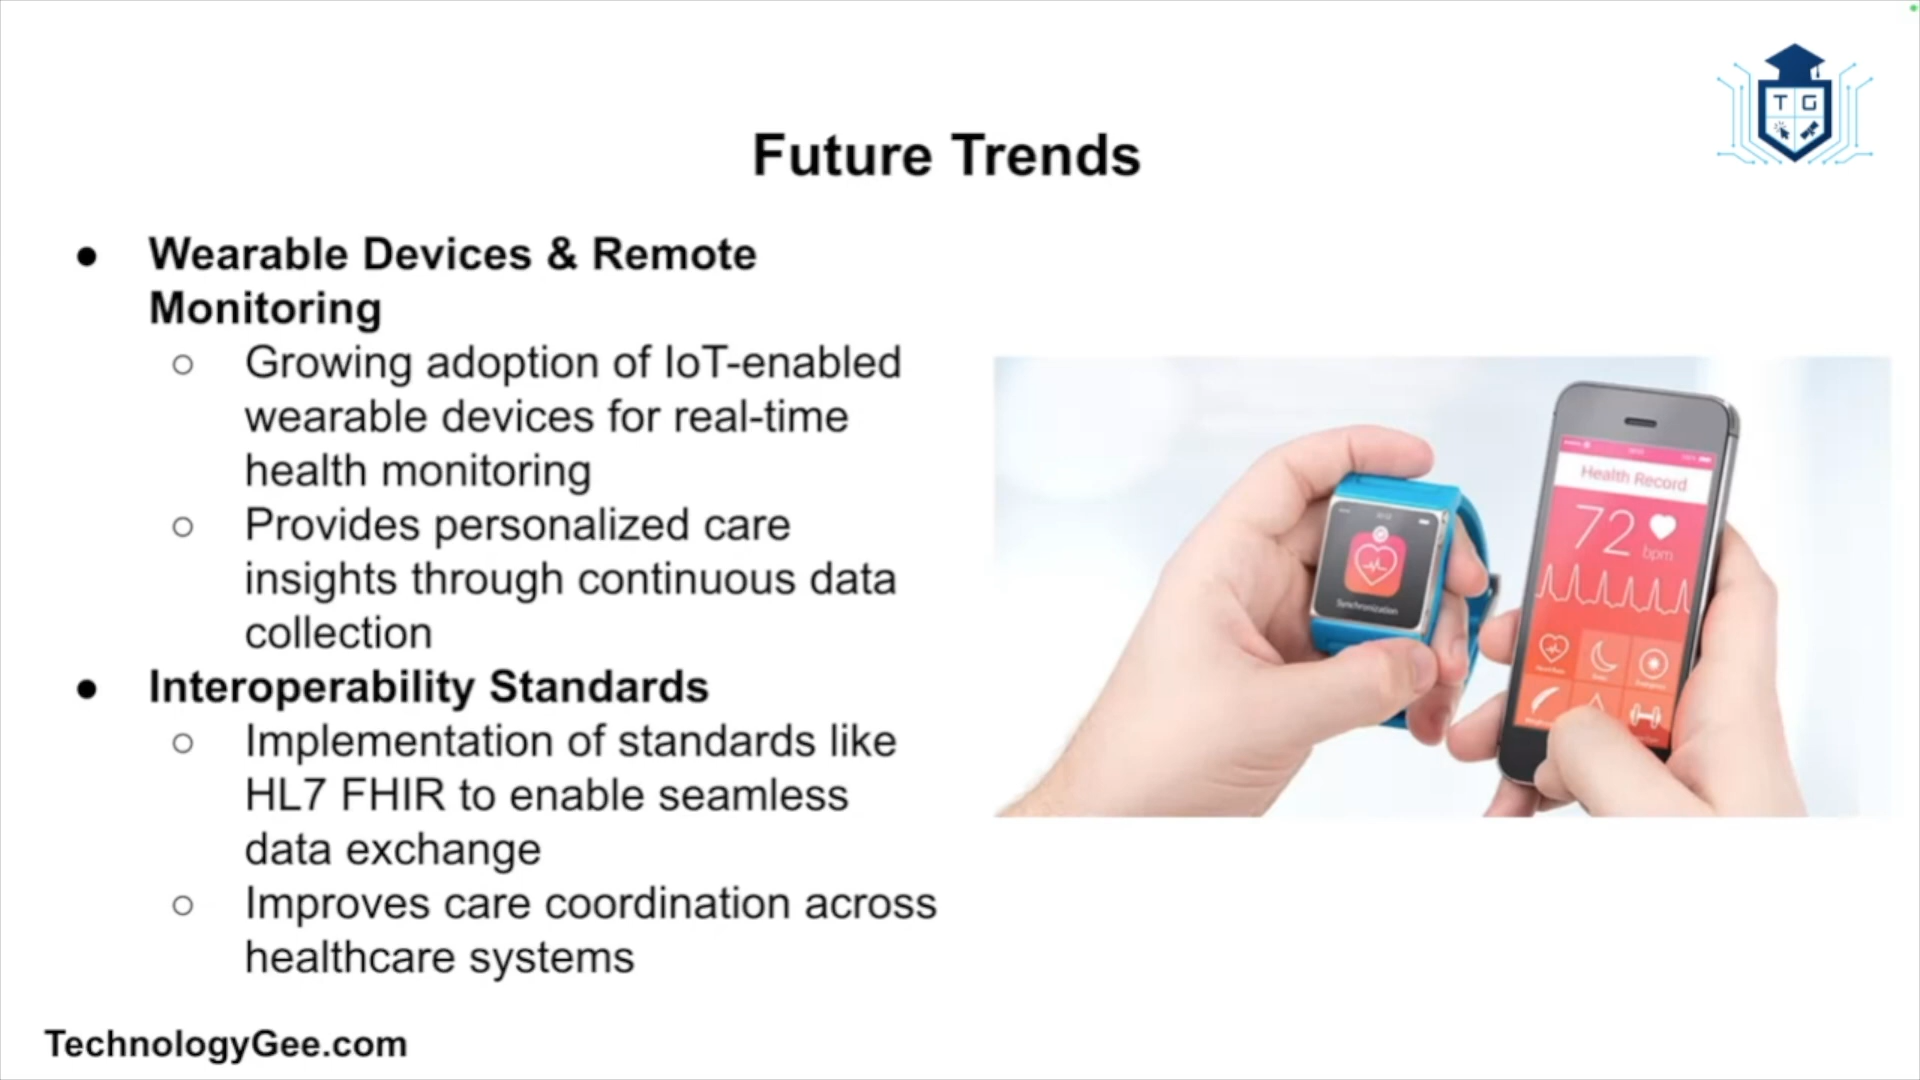 T G
Future Trends
● Wearable Devices & Remote
Monitoring
○ Growing adoption of IoT-enabled
wearable devices for real-time
health monitoring
○ Provides personalized care
insights through continuous data
collection
● Interoperability Standards
○ Implementation of standards like
HL7 FHIR to enable seamless
data exchange
○ Improves care coordination across
healthcare systems
Synchronization
Health Record
72
bpm
TechnologyGee.com